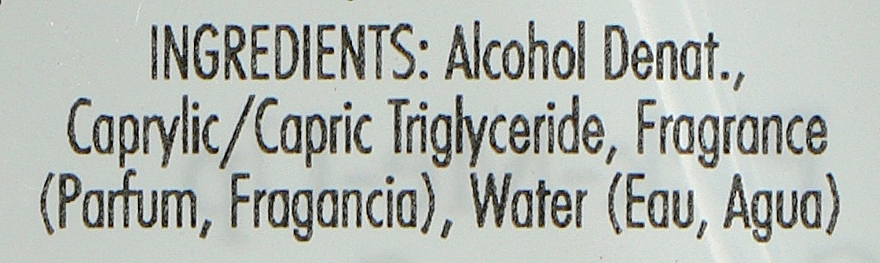 INGREDIENTS: Alcohol Denat.,
Caprylic/Capric Triglyceride, Fragrance
(Parfum, Fragancia), Water (Eau, Agua)